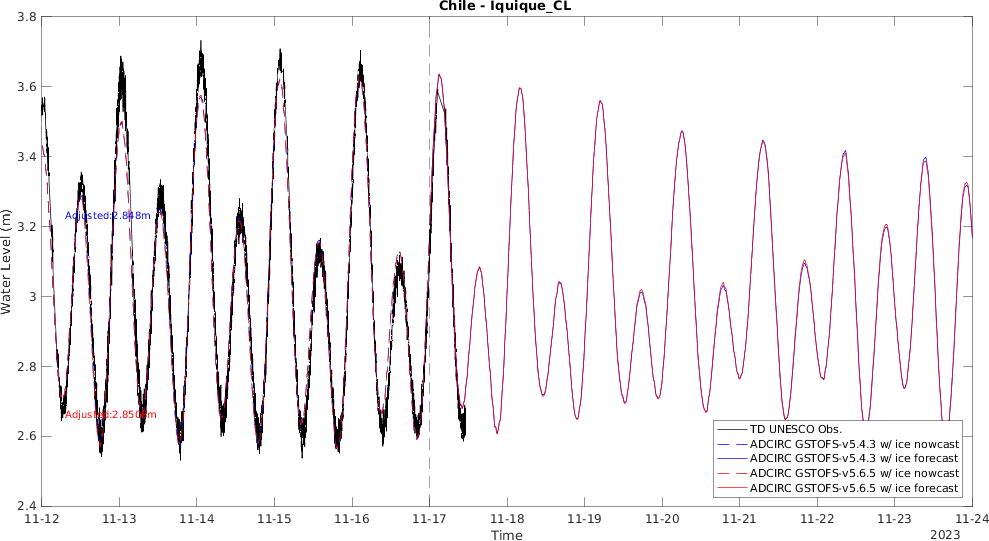 Chile - Iquique_CL
Water Level (m)
3.8
3.6
3.4
3.2
3
2.8
2.6
2.4
Adjusted:2.848m
TD UNESCO Obs.
ADCIRC GSTOFS-v5.4.3 w/ ice nowcast
ADCIRC GSTOFS-v5.4.3 w/ ice forecast
ADCIRC GSTOFS-v5.6.5 w/ ice nowcast
ADCIRC GSTOFS-v5.6.5 w/ ice forecast
11-12 11-13 11-14 11-15 11-16 11-17 11-18 11-19 11-20 11-21 11-22 11-23 11-24
Time
2023